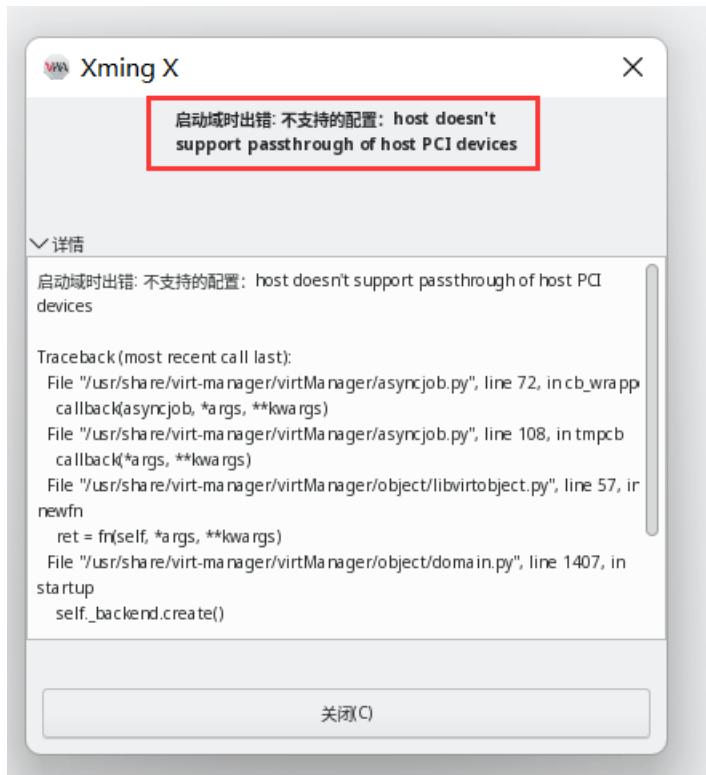 Xming X
启动域时出错: 不支持的配置：host doesn't
support passthrough of host PCI devices
详情
启动域时出错: 不支持的配置：host doesn't support passthrough of host PCI
devices
Traceback (most recent call last):
File "/usr/share/virt-manager/virtManager/asyncjob.py", line 72, in cb_wrapp
callback(asyncjob, *args, **kwargs)
File "/usr/share/virt-manager/virtManager/asyncjob.py", line 108, in tmpcb
callback(*args, **kwargs)
File "/usr/share/virt-manager/virtManager/object/libvirtobject.py", line 57, in
newfn
ret = fn(self, *args, **kwargs)
File "/usr/share/virt-manager/virtManager/object/domain.py", line 1407, in
startup
self._backend.create()
关闭(C)